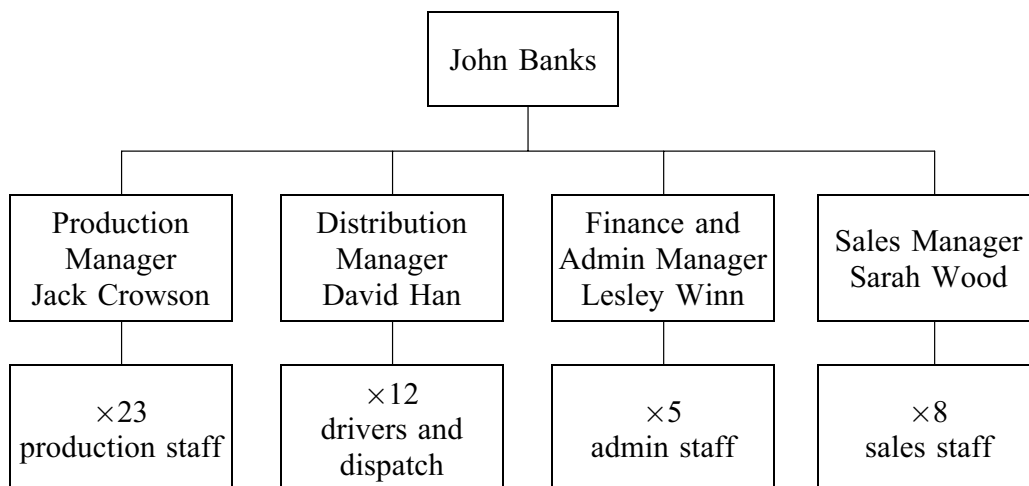 John Banks
Production
Manager
Jack Crowson
Distribution
Manager
David Han
Finance and
Admin Manager
Lesley Winn
Sales Manager
Sarah Wood
×23
production staff
×12
drivers and
dispatch
×5
admin staff
×8
sales staff